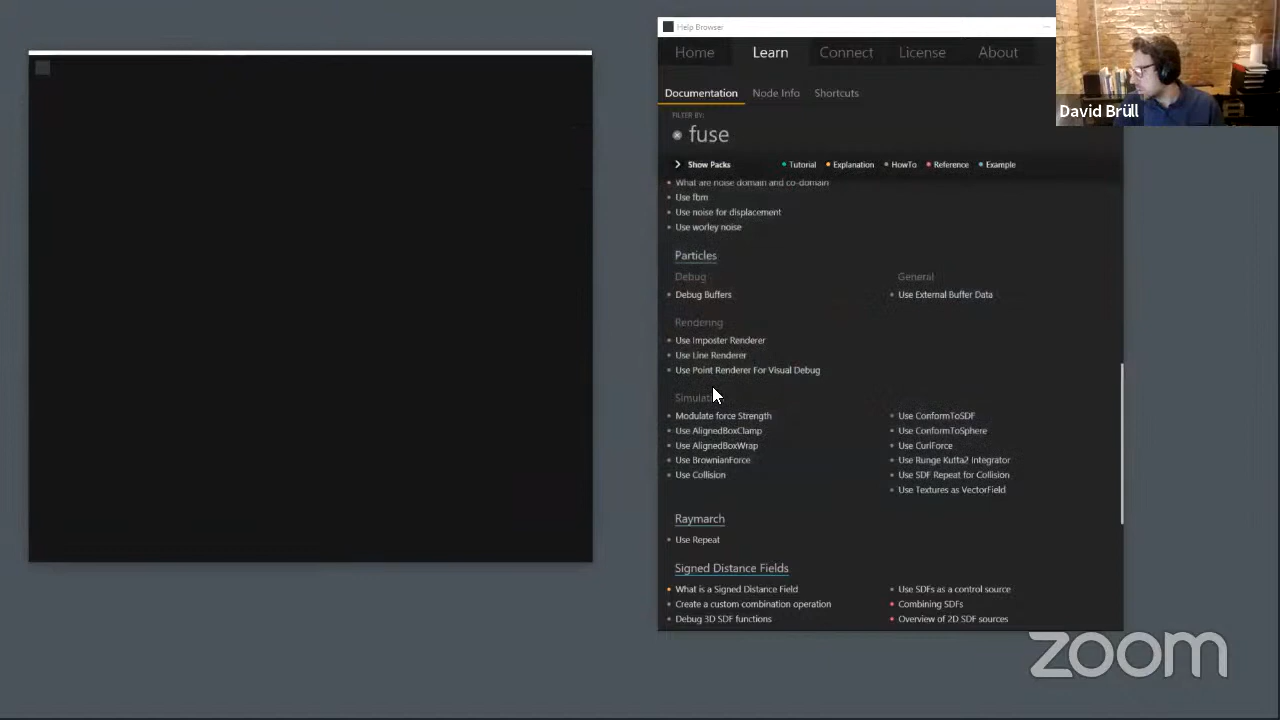 Help Browser
Home Learn Connect License About
Documentation Node Info Shortcuts
David Brüll
FILTER BY:
fuse
Show Packs Tutorial Explanation HowTo Reference Example
What are noise domain and co-domain
Use fbm
Use noise for displacement
Use worley noise
Particles
Debug General
Debug Buffers Use External Buffer Data
Rendering
Use Imposter Renderer
Use Line Renderer
Use Point Renderer For Visual Debug
Modulate force Strength Use ConformToSDF
Use AlignedBoxClamp Use ConformToSphere
Use AlignedBoxWrap Use CurlForce
Use BrownianForce Use Runge Kutta2 Integrator
Use Collision Use SDF Repeat for Collision
Use Textures as VectorField
Raymarch
Use Repeat
Signed Distance Fields
What is a Signed Distance Field Use SDFs as a control source
Create a custom combination operation Combining SDFs
Debug 3D SDF functions Overview of 2D SDF sources
zoom